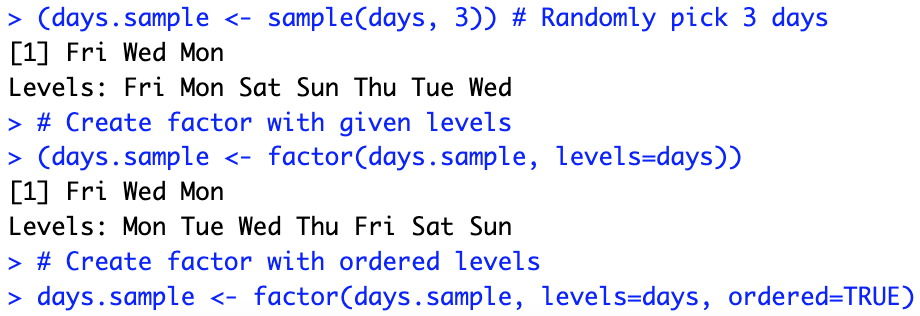 > (days.sample <- sample(days, 3)) # Randomly pick 3 days
[1] Fri Wed Mon
Levels: Fri Mon Sat Sun Thu Tue Wed
> # Create factor with given levels
> (days.sample <- factor(days.sample, levels=days))
[1] Fri Wed Mon
Levels: Mon Tue Wed Thu Fri Sat Sun
> # Create factor with ordered levels
> days.sample <- factor(days.sample, levels=days, ordered=TRUE)